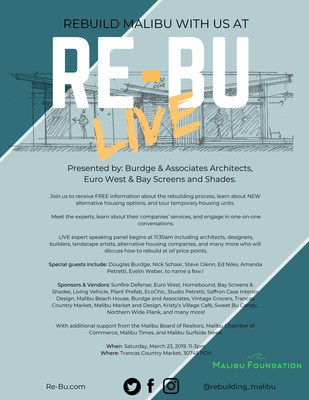 REBUILD MALIBU WITH US AT
RE-BU
LIVE
Presented by: Burdge & Associates Architects,
Euro West & Bay Screens and Shades.
Join us to receive FREE information about the rebuilding process, learn about NEW
alternative housing options, and tour temporary housing units.
Meet the experts, learn about their companies' services, and engage in one-on-one
conversations.
LIVE expert speaking panel begins at 11:30am including architects, designers,
builders, landscape artists, alternative housing companies, and many more who will
discuss how to rebuild at all price points.
Special guests include: Douglas Burdge, Nick Schaar, Steve Glenn, Ed Niles, Amanda
Petretti, Evelin Weber, to name a few.!
Sponsors & Vendors: Sunfire Defense, Euro West, Homebound, Bay Screens &
Shades, Living Vehicle, Plant Prefab, EcoChic, Studio Petretti, Saffron Case Interior
Design, Malibu Beach House, Burdge and Associates, Vintage Grocers, Trancas
Country Market, Malibu Market and Design, Kristy's Village Café, Sweet Bu Candy,
Northern Wide Plank, and many more!
With additional support from the Malibu Board of Realtors, Malibu Chamber of
Commerce, Malibu Times, and Malibu Surfside News.
When: Saturday, March 23, 2019, 11-3pm
Where: Trancas Country Market, 30745 PCH
MALIBU FOUNDATION
Re-Bu.com
@rebuilding_malibu